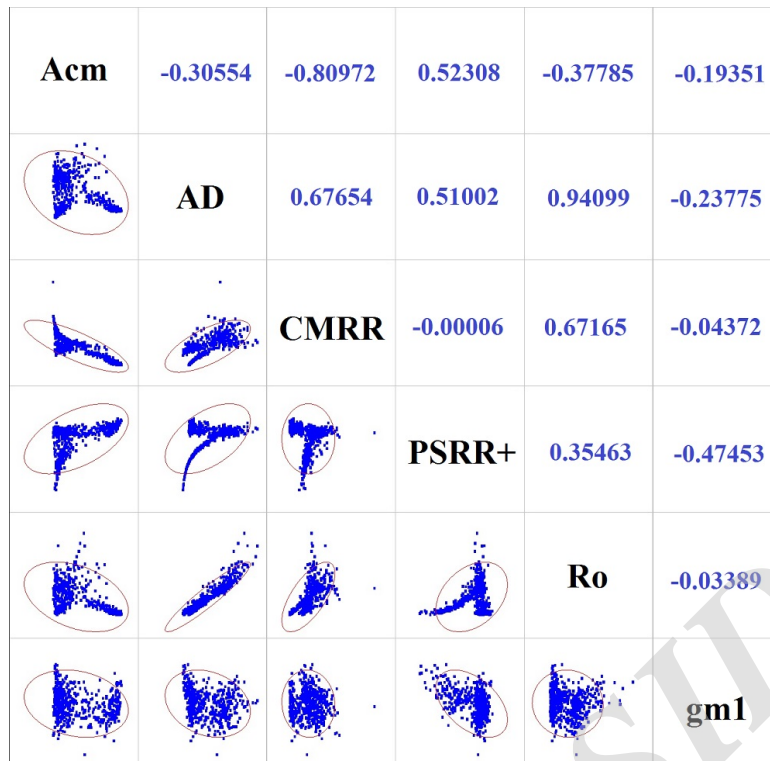 Acm -0.30554 -0.80972 0.52308 -0.37785 -0.19351
AD 0.67654 0.51002 0.94099 -0.23775
CMRR -0.00006 0.67165 -0.04372
PSRR+ 0.35463 -0.47453
Ro -0.03389
gm1
SID